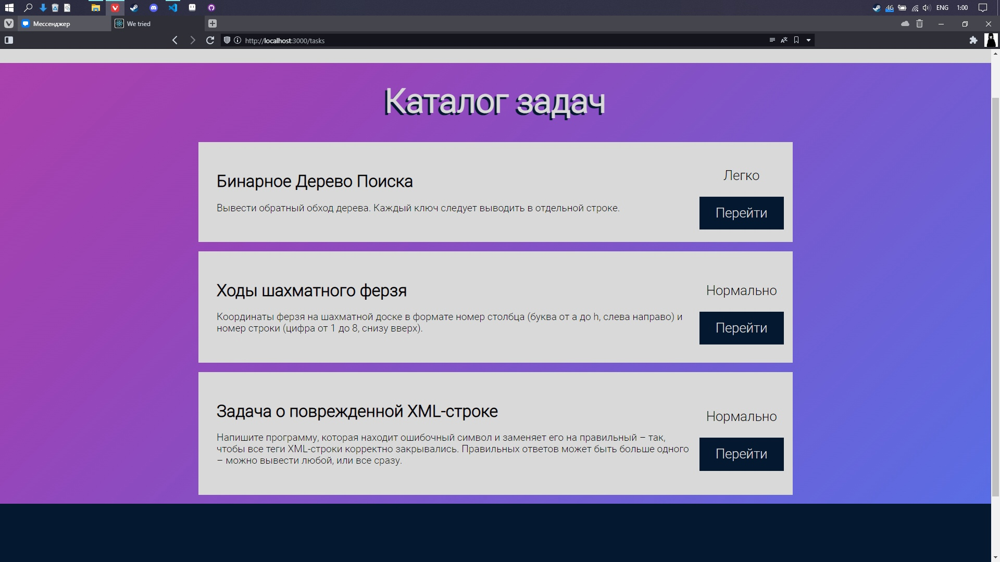 46
ENG
1:00
Мессенджер
We tried
http://localhost:3000/tasks
Каталог задач
Бинарное Дерево Поиска
Вывести обратный обход дерева. Каждый ключ следует выводить в отдельной строке.
Легко
Перейти
Ходы шахматного ферзя
Координаты ферзя на шахматной доске в формате номер столбца (буква от a до h, слева направо) и
номер строки (цифра от 1 до 8, снизу вверх).
Нормально
Перейти
Задача о поврежденной XML-строке
Напишите программу, которая находит ошибочный символ и заменяет его на правильный – так,
чтобы все теги XML-строки корректно закрывались. Правильных ответов может быть больше одного
– можно вывести любой, или все сразу.
Нормально
Перейти